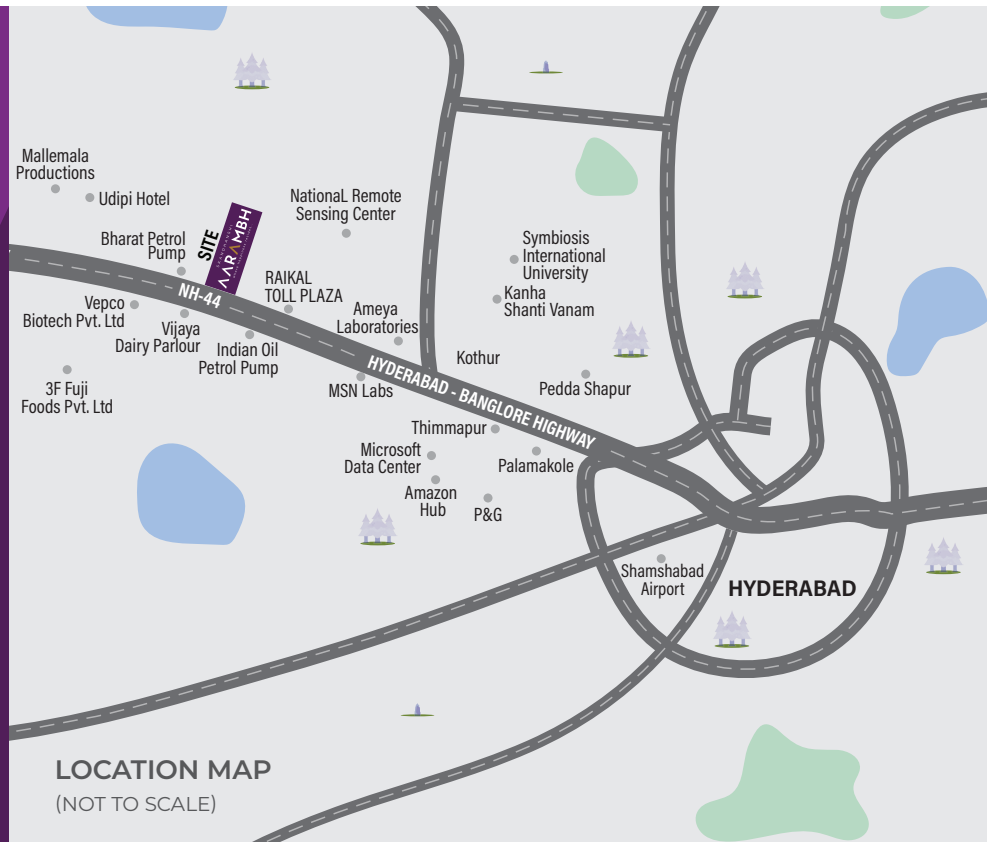 Mallemala
Productions
Udipi Hotel
Bharat Petrol
Pump
SITE
AARAMBH
NationaL Remote
Sensing Center
RAIKAL
TOLL PLAZA
NH-44
Vepco
Biotech Pvt. Ltd
Vijaya
Dairy Parlour
Indian Oil
Petrol Pump
3F Fuji
Foods Pvt. Ltd
Ameya
Laboratories
MSN Labs
HYDERABAD - BANGLORE HIGHWAY
Symbiosis
International
University
Kanha
Shanti Vanam
Kothur
Pedda Shapur
Thimmapur
Palamakole
Microsoft
Data Center
Amazon
Hub
P&G
Shamshabad
Airport
HYDERABAD
LOCATION MAP
(NOT TO SCALE)